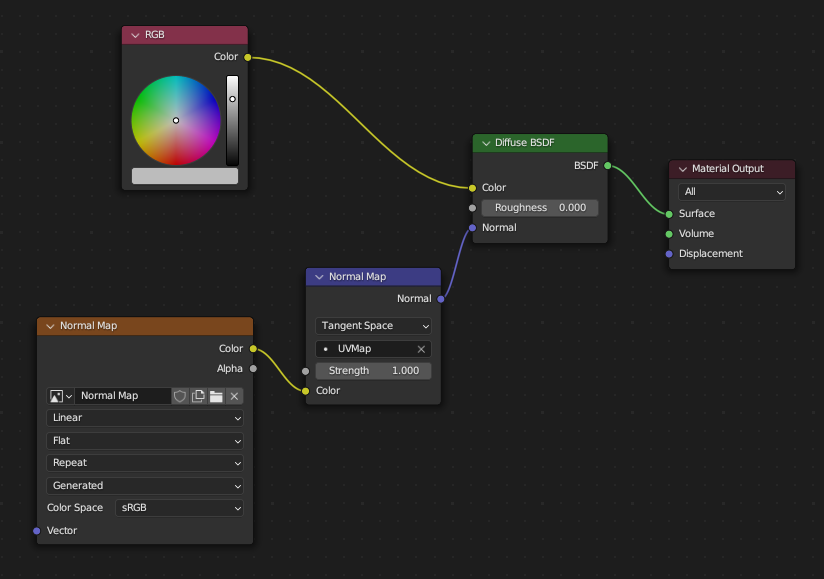 RGB
Color
Diffuse BSDF
BSDF
Color
Roughness 0.000
Normal
Material Output
All
Surface
Volume
Displacement
Normal Map
Normal
Tangent Space
UVMap
Strength 1.000
Color
Normal Map
Color
Alpha
Normal Map
Linear
Flat
Repeat
Generated
Color Space sRGB
Vector